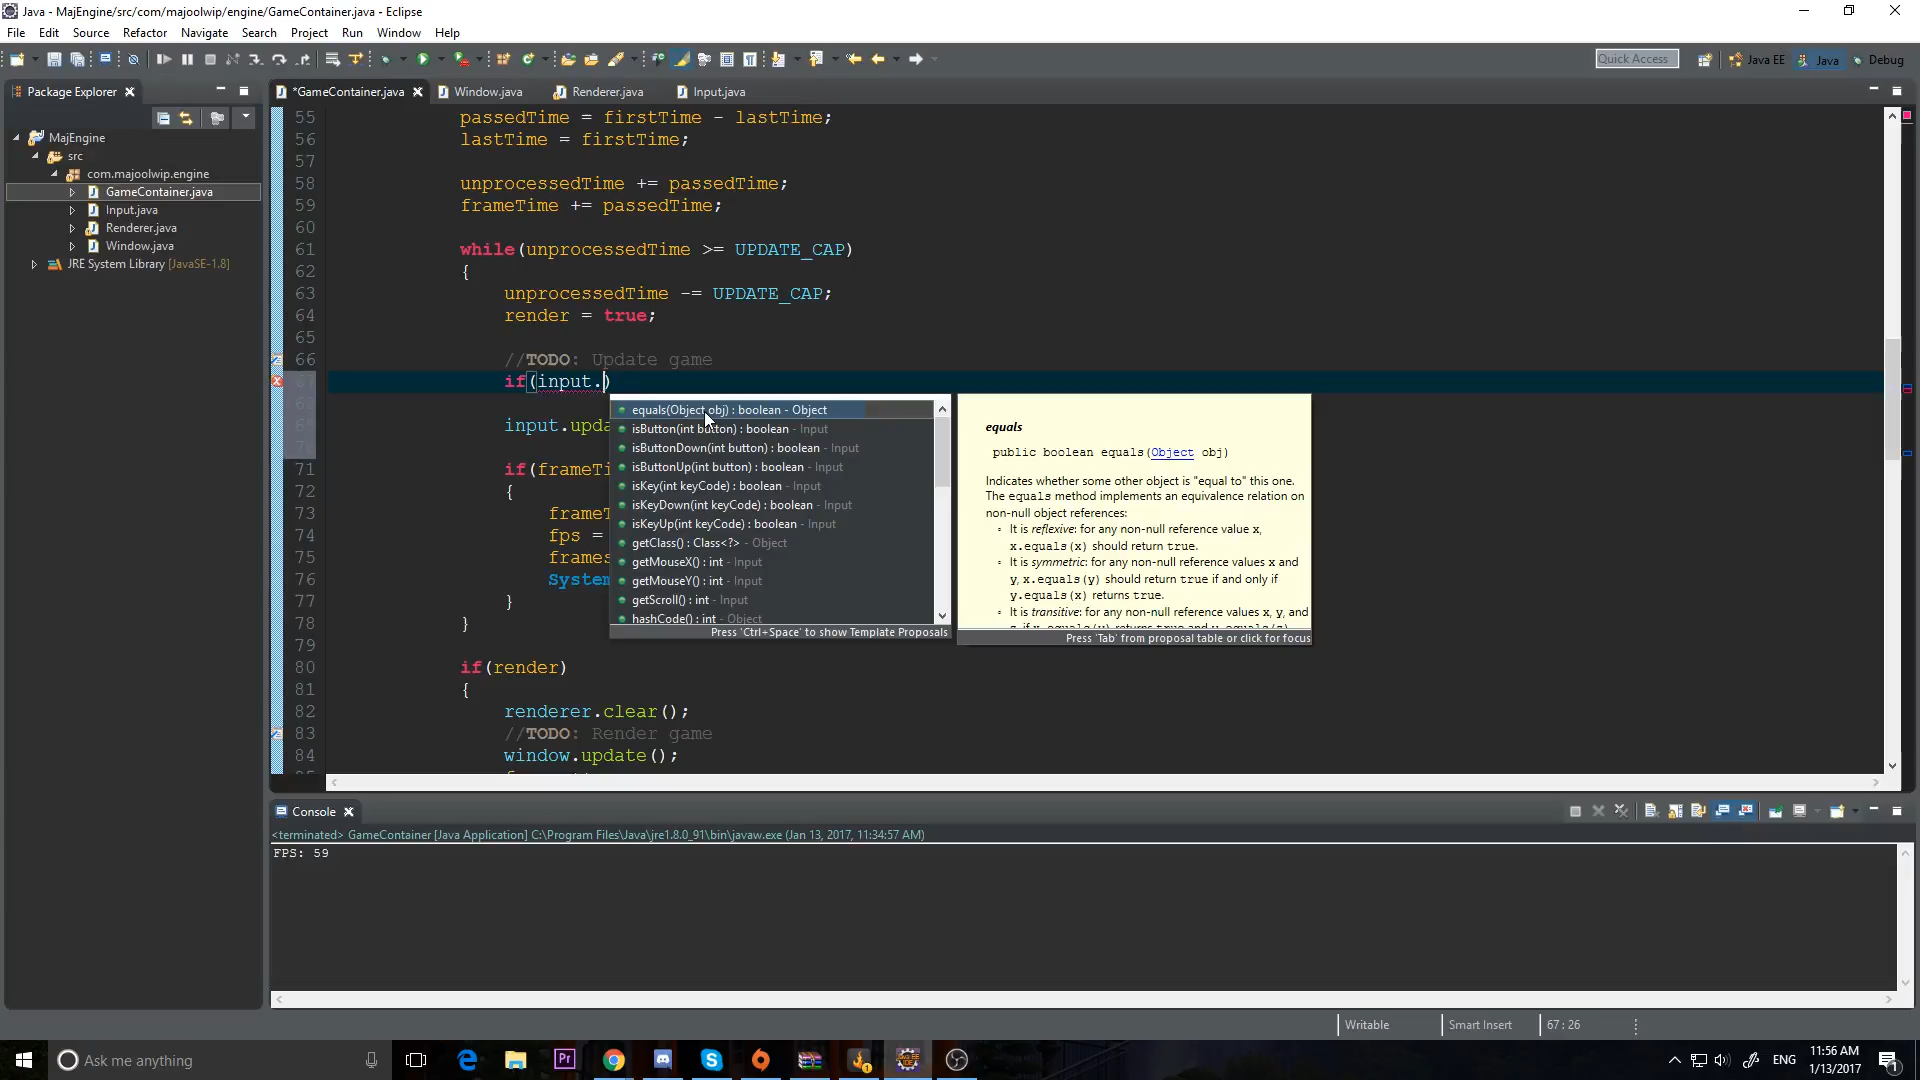 Java - MajEngine/src/com/majoolwip/engine/GameContainer.java - Eclipse
File Edit Source Refactor Navigate Search Project Run Window Help
Quick Access Java EE Java Debug
Package Explorer
*GameContainer.java Window.java Renderer.java Input.java
MajEngine
src
com.majoolwip.engine
GameContainer.java
Input.java
Renderer.java
Window.java
JRE System Library [JavaSE-1.8]
55 passedTime = firstTime - lastTime;
56 lastTime = firstTime;
57
58 unprocessedTime += passedTime;
59 frameTime += passedTime;
60
61 while(unprocessedTime >= UPDATE_CAP)
62 {
63 unprocessedTime -= UPDATE_CAP;
64 render = true;
65
66 //TODO: Update game
if(input.)
input.upda
71 if(frameTi
72 {
73 frameT
74 fps =
75 frames
76 System
77 }
78 }
79
80 if(render)
81 {
82 renderer.clear();
83 //TODO: Render game
84 window.update();
equals(Object obj) : boolean - Object
isButton(int button) : boolean - Input
isButtonDown(int button) : boolean - Input
isButtonUp(int button) : boolean - Input
isKey(int keyCode) : boolean - Input
isKeyDown(int keyCode) : boolean - Input
isKeyUp(int keyCode) : boolean - Input
getClass() : Class<?> - Object
getMouseX() : int - Input
getMouseY() : int - Input
getScroll() : int - Input
hashCode() : int - Object
Press 'Ctrl+Space' to show Template Proposals
equals
public boolean equals(Object obj)
Indicates whether some other object is "equal to" this one.
The equals method implements an equivalence relation on
non-null object references:
◦ It is reflexive: for any non-null reference value x,
x.equals(x) should return true.
◦ It is symmetric: for any non-null reference values x and
y, x.equals(y) should return true if and only if
y.equals(x) returns true.
◦ It is transitive: for any non-null reference values x, y, and
Press 'Tab' from proposal table or click for focus
Console
<terminated> GameContainer [Java Application] C:\Program Files\Java\jre1.8.0_91\bin\javaw.exe (Jan 13, 2017, 11:34:57 AM)
FPS: 59
Writable Smart Insert 67 : 26
Ask me anything
Pr
ENG
11:56 AM
1/13/2017
1